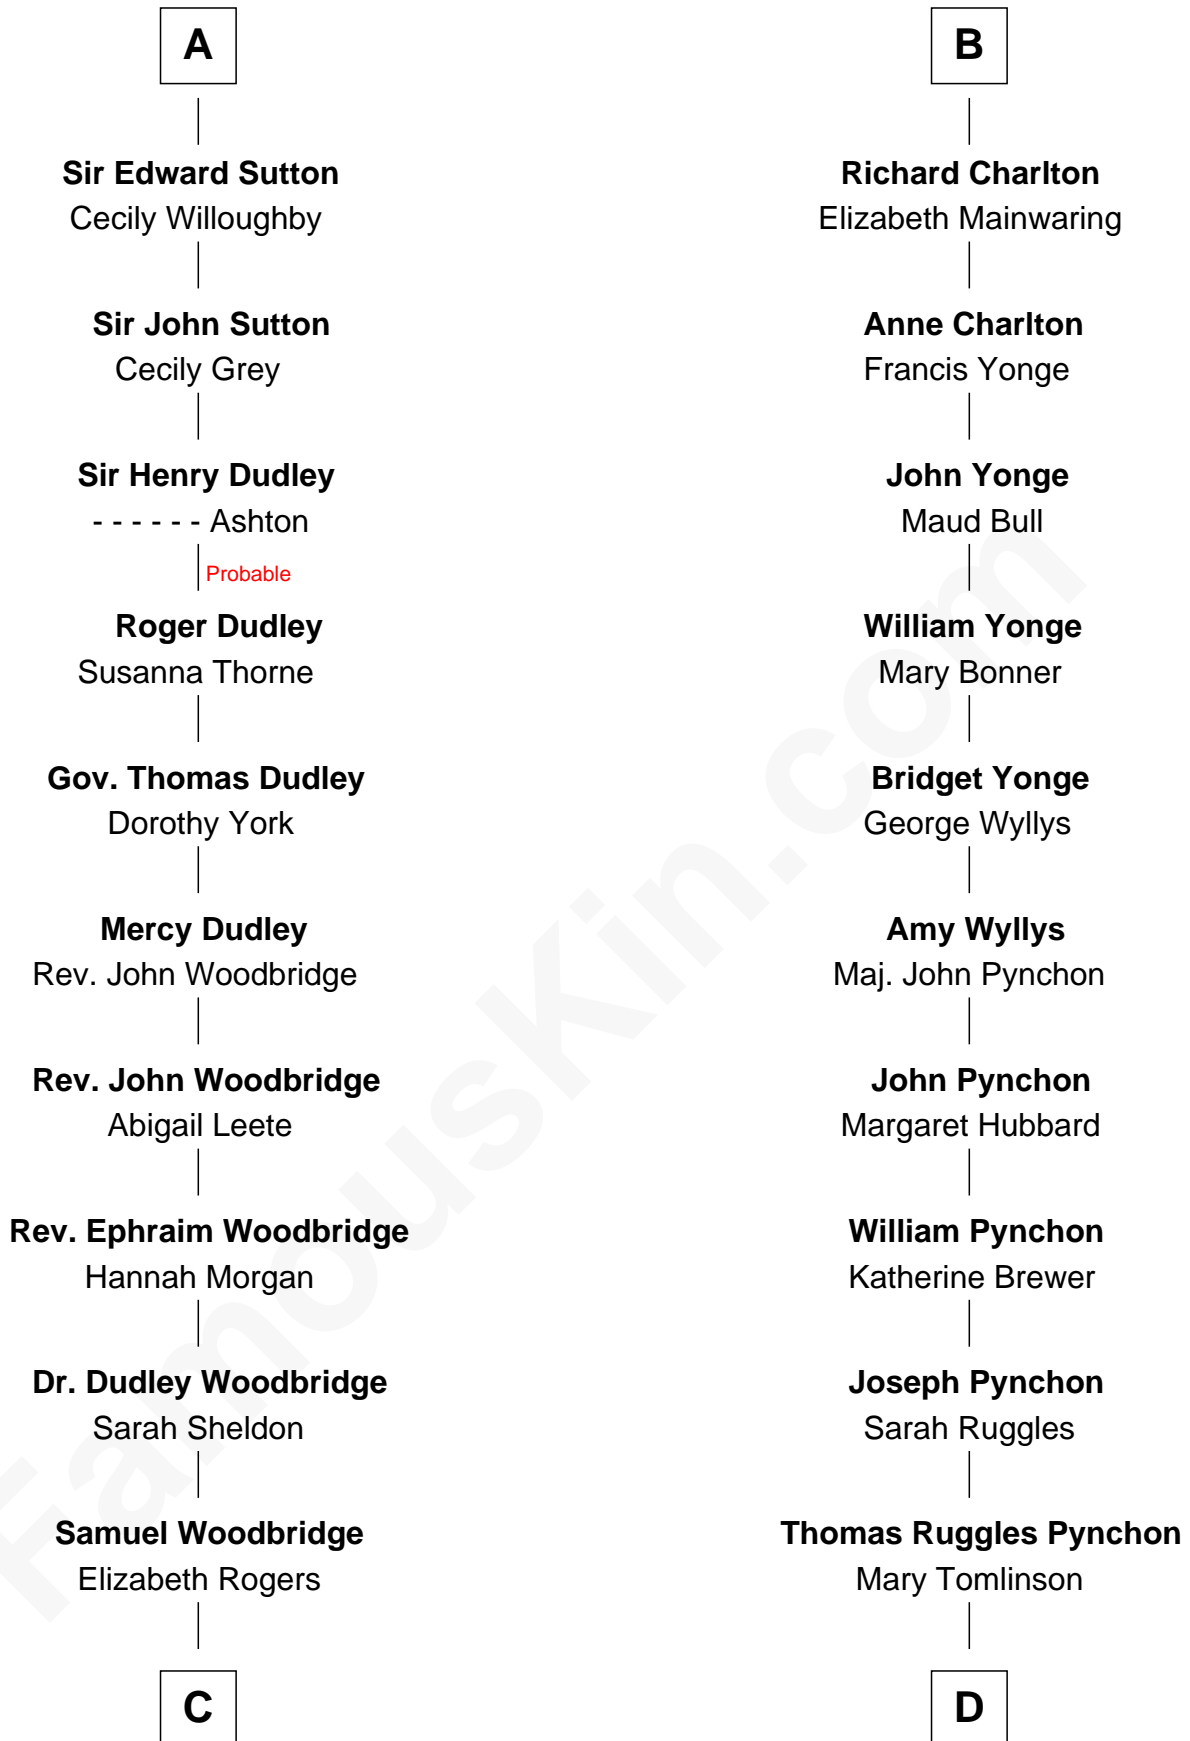 A
Sir Edward Sutton
Cecily Willoughby
Sir John Sutton
Cecily Grey
Sir Henry Dudley
- - - - - - Ashton
Probable
Roger Dudley
Susanna Thorne
Gov. Thomas Dudley
Dorothy York
Mercy Dudley
Rev. John Woodbridge
Rev. John Woodbridge
Abigail Leete
Rev. Ephraim Woodbridge
Hannah Morgan
Dr. Dudley Woodbridge
Sarah Sheldon
Samuel Woodbridge
Elizabeth Rogers
C
B
Richard Charlton
Elizabeth Mainwaring
Anne Charlton
Francis Yonge
John Yonge
Maud Bull
William Yonge
Mary Bonner
Bridget Yonge
George Wyllys
Amy Wyllys
Maj. John Pynchon
John Pynchon
Margaret Hubbard
William Pynchon
Katherine Brewer
Joseph Pynchon
Sarah Ruggles
Thomas Ruggles Pynchon
Mary Tomlinson
D
FamousKin.com